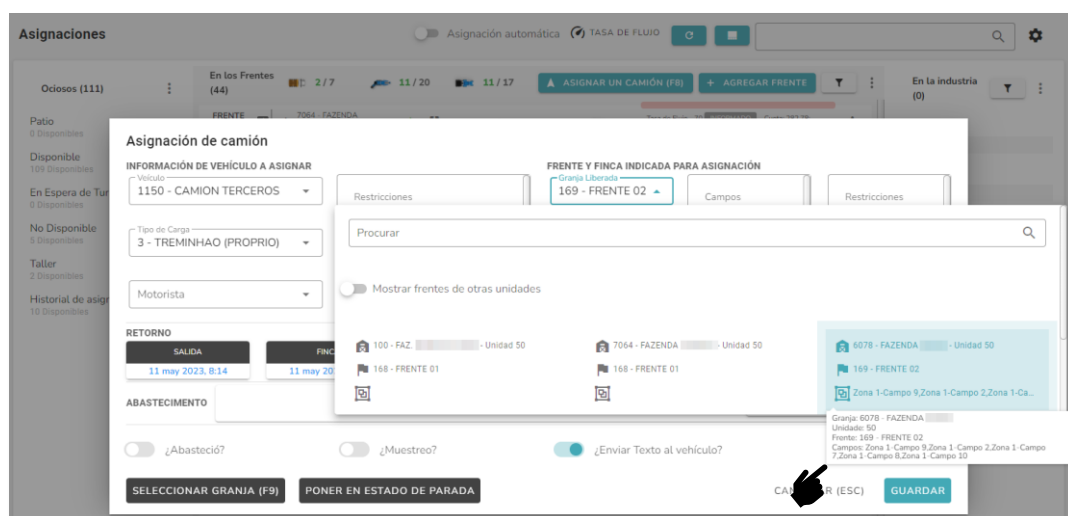 Asignaciones
Asignación automática
TASA DE FLUJO
Ociosos (111)
En los Frentes
(44)
2/7
11/20
11/17
ASIGNAR UN CAMIÓN (F8)
+ AGREGAR FRENTE
En la industria
(0)
Patio
0 Disponibles
FRENTE
7064 - FAZENDA
Disponible
109 Disponibles
En Espera de Tur
0 Disponibles
No Disponible
5 Disponibles
Taller
2 Disponibles
Historial de asigr
10 Disponibles
Asignación de camión
INFORMACIÓN DE VEHÍCULO A ASIGNAR
FRENTE Y FINCA INDICADA PARA ASIGNACIÓN
Veículo
1150 - CAMION TERCEROS
Restricciones
Granja Liberada
169 - FRENTE 02
Campos
Restricciones
Tipo de Carga
3 - TREMINHAO (PROPRIO)
Procurar
Mostrar frentes de otras unidades
Motorista
100 - FAZ. - Unidad 50
168 - FRENTE 01
7064 - FAZENDA - Unidad 50
168 - FRENTE 01
6078 - FAZENDA - Unidad 50
169 - FRENTE 02
Zona 1-Campo 9,Zona 1-Campo 2,Zona 1-Ca...
RETORNO
SALIDA
11 may 2023, 8:14
FINC
11 may 20
ABASTECIMENTO
Granja: 6078 - FAZENDA
Unidade: 50
Frente: 169 - FRENTE 02
Campos: Zona 1-Campo 9,Zona 1-Campo 2,Zona 1-Campo
7,Zona 1-Campo 8,Zona 1-Campo 10
¿Abasteció?
¿Muestreo?
¿Enviar Texto al vehículo?
SELECCIONAR GRANJA (F9)
PONER EN ESTADO DE PARADA
CAN R (ESC)
GUARDAR